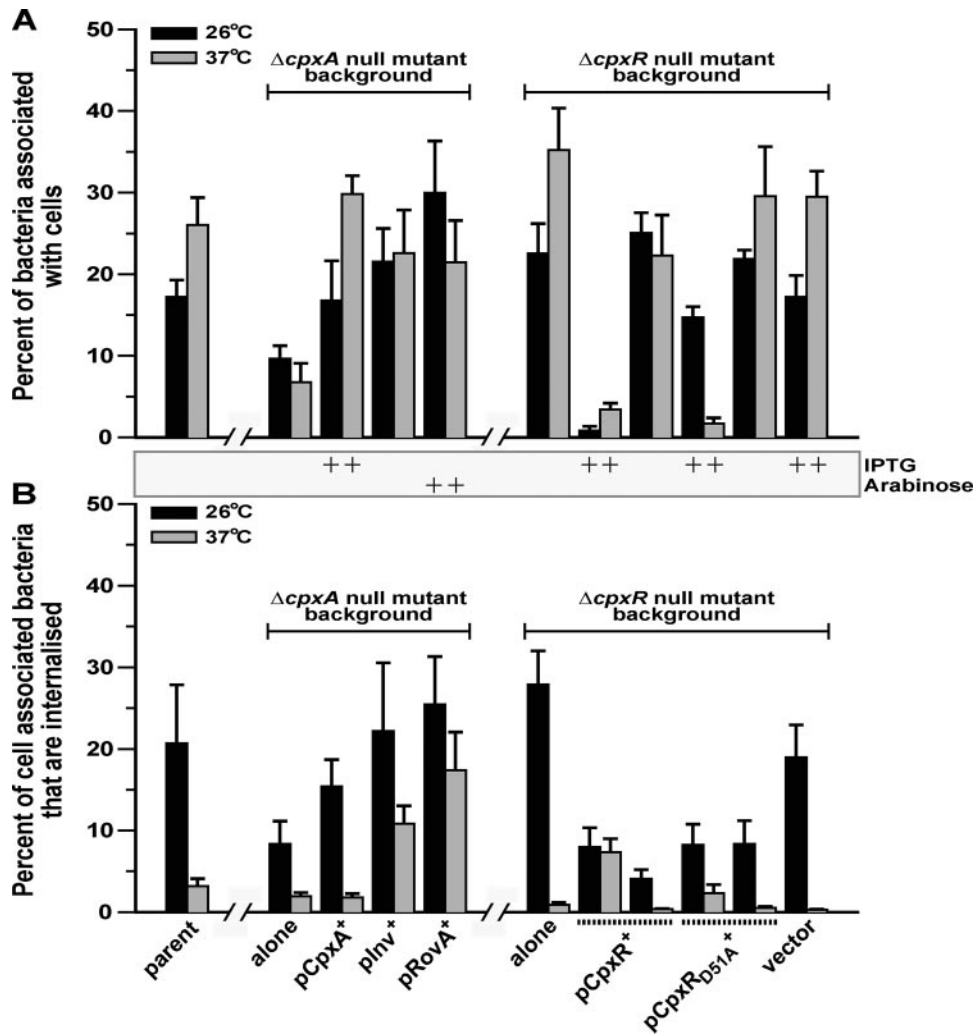 A
50
40
30
20
10
0
Percent of bacteria associated
with cells
26°C
37°C
ΔcpxA null mutant
background
ΔcpxR null mutant
background
++ ++ ++ ++ IPTG
++ Arabinose
B
50
40
30
20
10
0
Percent of cell associated bacteria
that are internalised
26°C
37°C
ΔcpxA null mutant
background
ΔcpxR null mutant
background
parent
alone
pCpxA+
pInv+
pRovA+
alone
pCpxR+
pCpxRD51A+
vector